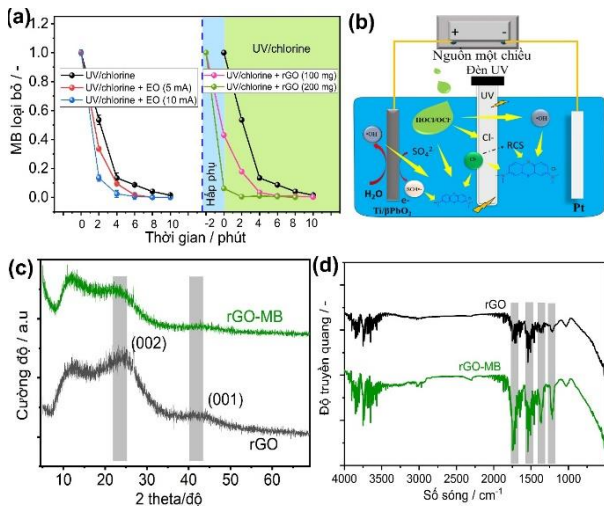 (a)
UV/chlorine
UV/chlorine + EO (5 mA)
UV/chlorine + EO (10 mA)
UV/chlorine
UV/chlorine + rGO (100 mg)
UV/chlorine + rGO (200 mg)
Hấp phụ
MB loại bỏ / -
1.0
0.8
0.6
0.4
0.2
0.0
0 2 4 6 8 10
-2 0 2 4 6 8 10
Thời gian / phút
(b)
+ -
Nguồn một chiều
Đèn UV
UV
HOCl/OCl-
Cl-
•OH
•OH
SO₄²⁻
RCS
H₂O
SO4•-
e-
Ti/βPbO₂
Pt
(c)
Cường độ / a.u
rGO-MB
(002)
(001)
rGO
10 20 30 40 50 60
2 theta/độ
(d)
Độ truyền quang / -
rGO
rGO-MB
4000 2500 2000 1500 1000
Số sóng / cm⁻¹